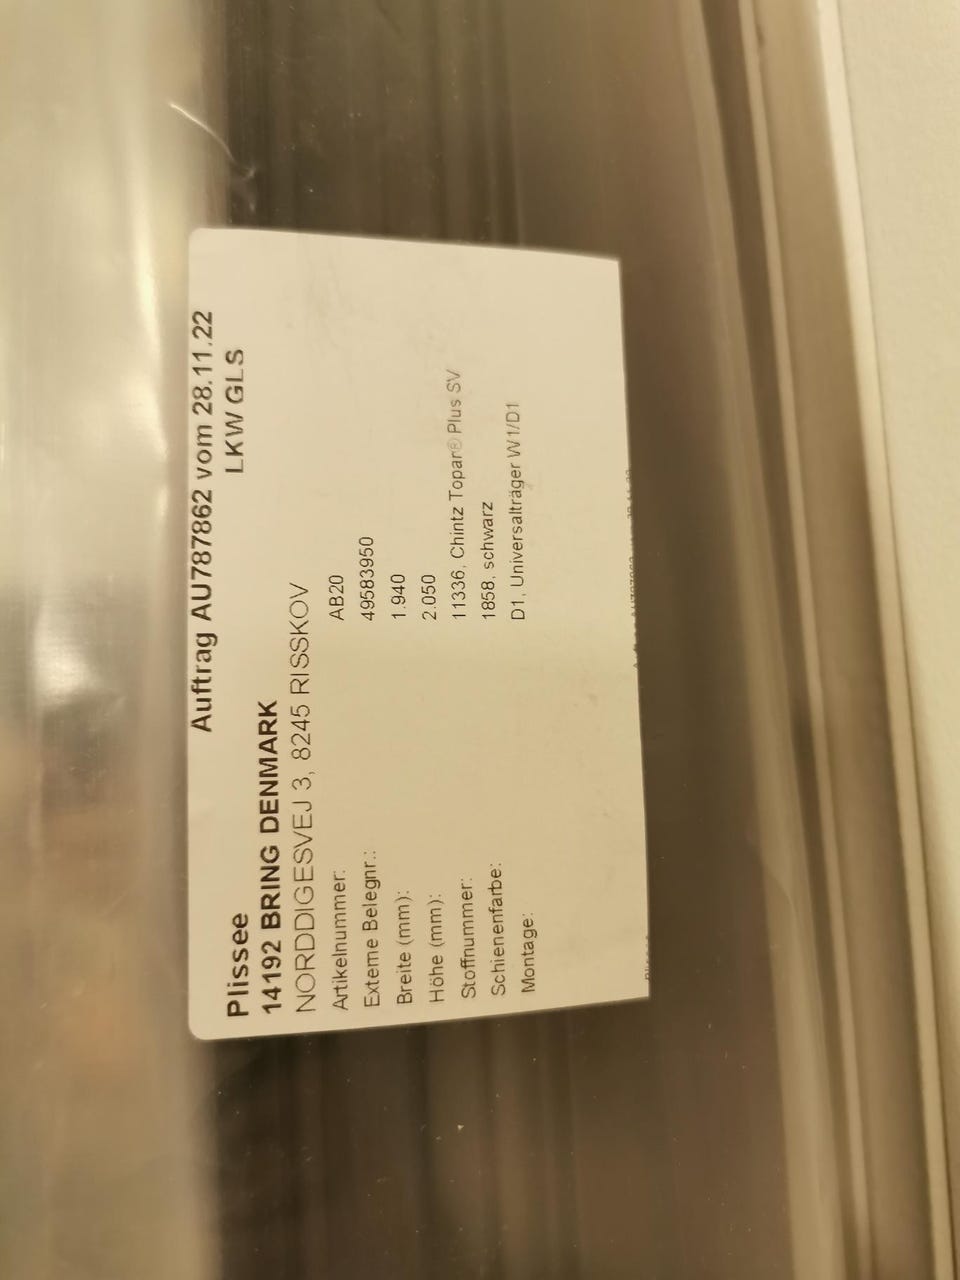 Auftrag AU787862 vom 28.11.22
Plissee LKW GLS
14192 BRING DENMARK
NORDDIGESVEJ 3, 8245 RISSKOV
Artikelnummer: AB20
Externe Belegnr.: 49583950
Breite (mm): 1.940
Höhe (mm): 2.050
Stoffnummer: 11336, Chintz Topar® Plus SV
Schienenfarbe: 1858, schwarz
Montage: D1, Universalträger W1/D1